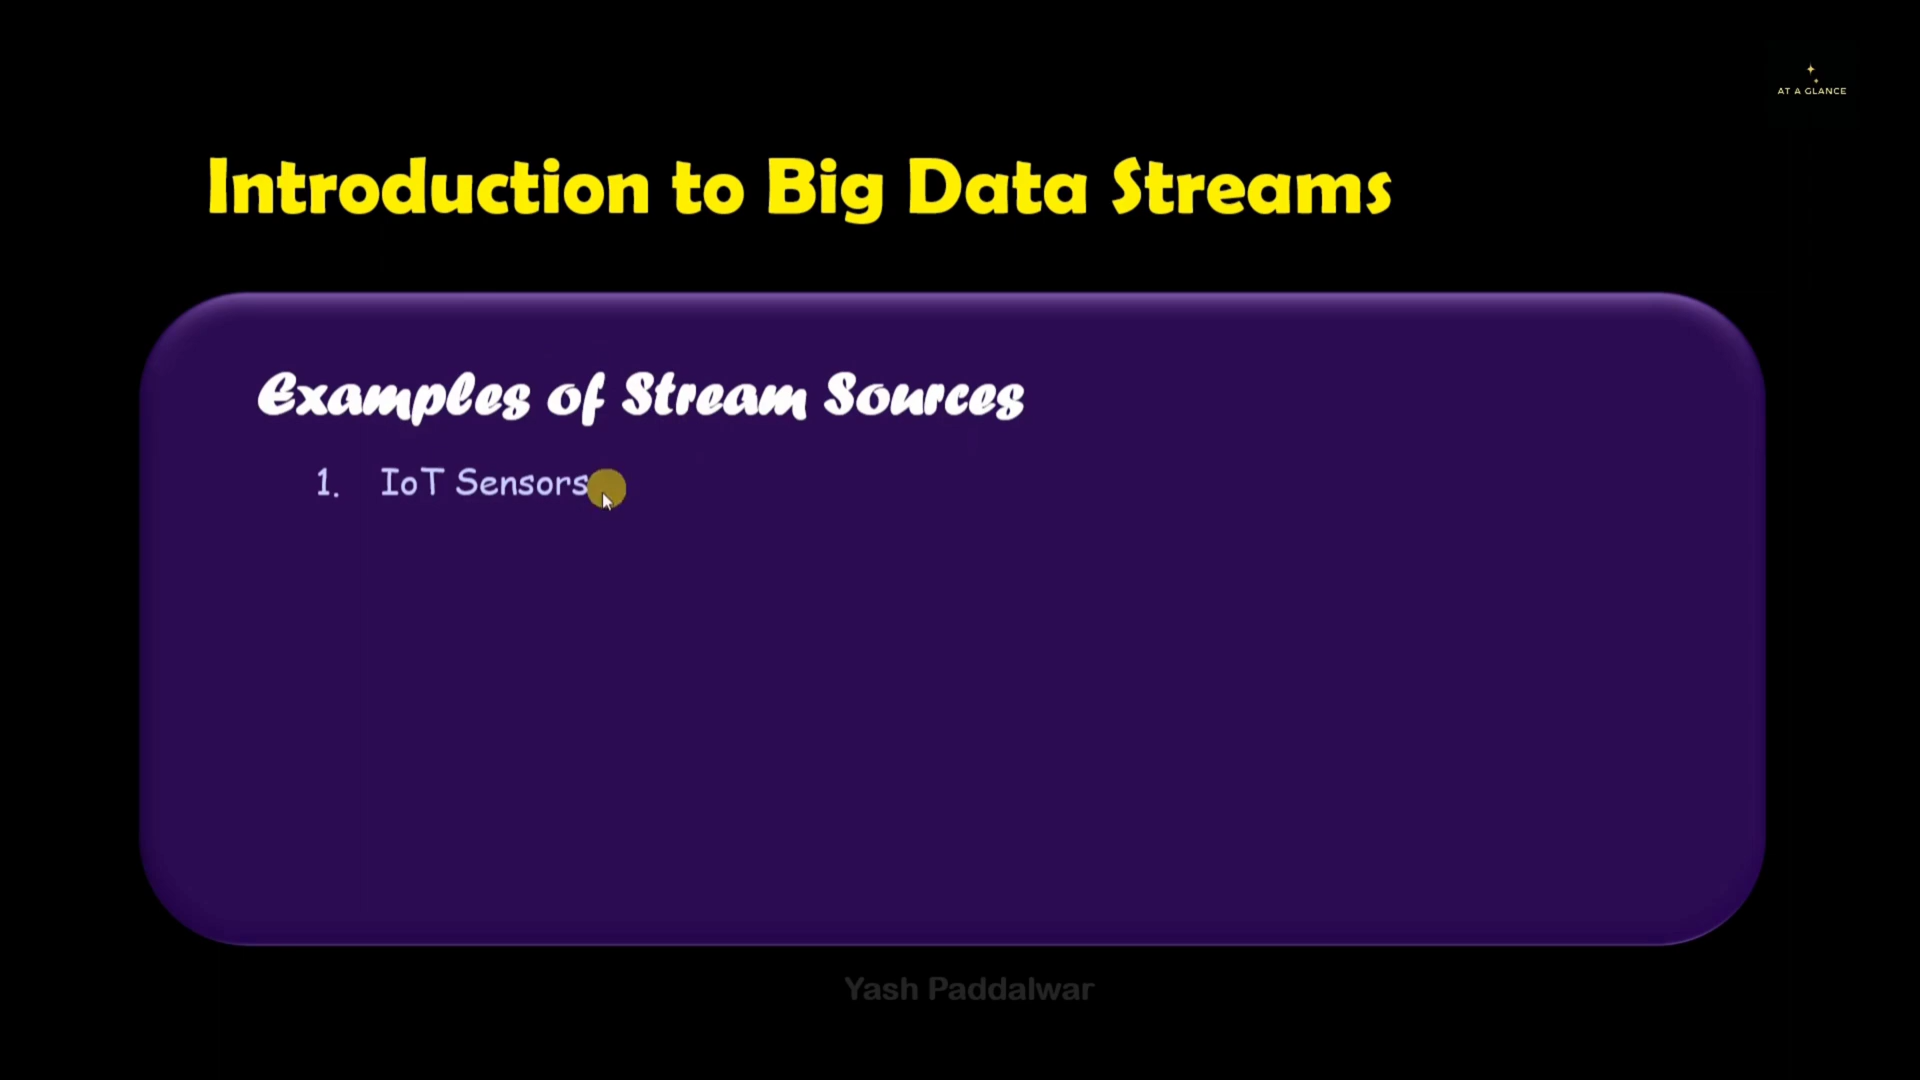 AT A GLANCE
Introduction to Big Data Streams
Examples of Stream Sources
1. IoT Sensors
Yash Paddalwar